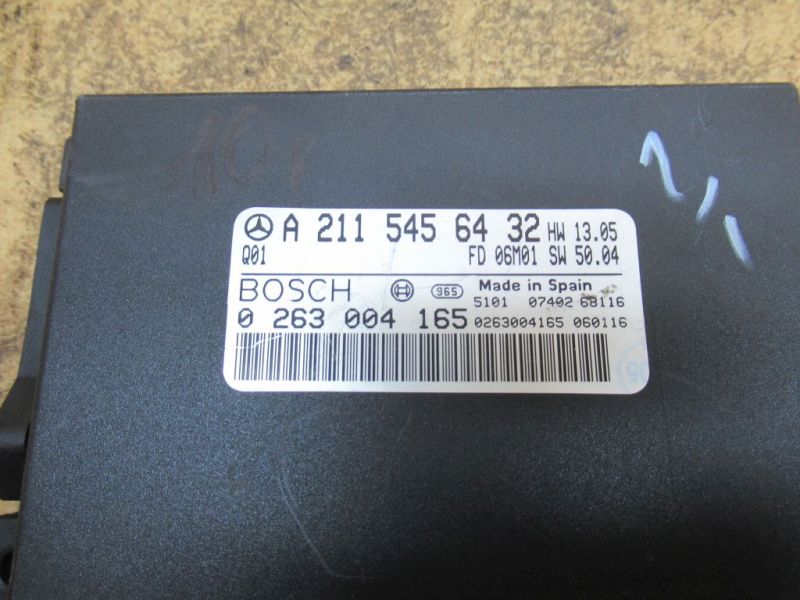 A 211 545 64 32 HW 13.05
Q01 FD 06M01 SW 50.04
BOSCH 965 Made in Spain
5101 07402 68116
0 263 004 165 0263004165 060116